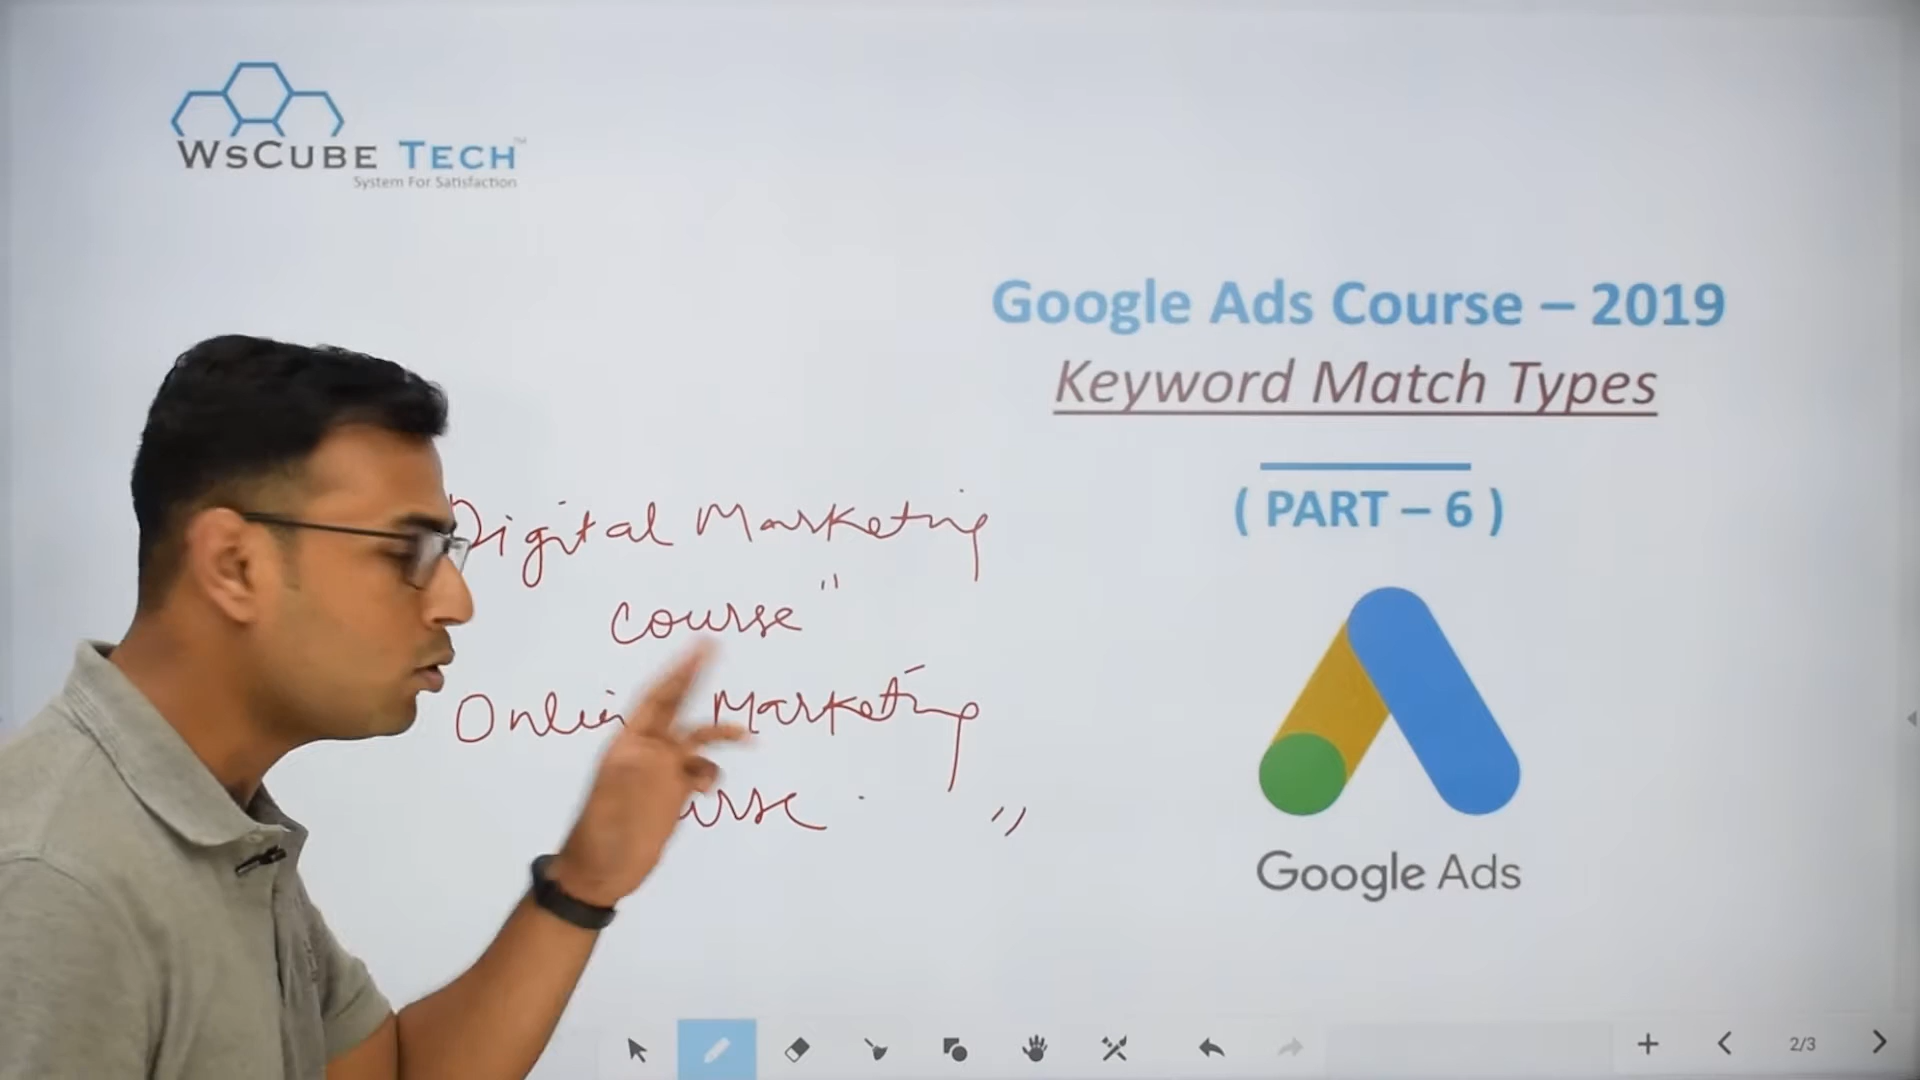 WsCUBE TECH™
System For Satisfaction
Google Ads Course – 2019
Keyword Match Types
( PART – 6 )
Digital Marketing
Course"
Marketing
"
Google Ads
2/3